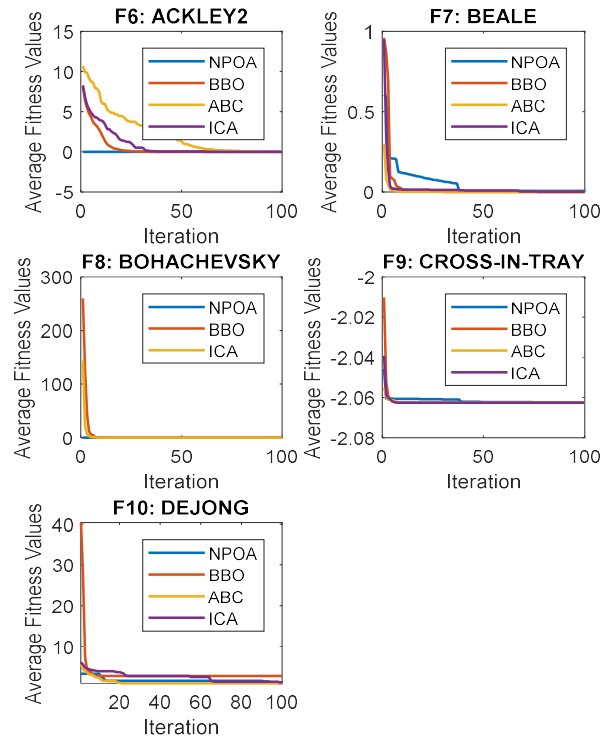 F6: ACKLEY2
Average Fitness Values
15
10
5
0
-5
NPOA
BBO
ABC
ICA
0
50
100
Iteration
F7: BEALE
Average Fitness Values
1
0.5
0
NPOA
BBO
ABC
ICA
0
50
100
Iteration
F8: BOHACHEVSKY
Average Fitness Values
300
200
100
0
NPOA
BBO
ICA
0
50
100
Iteration
F9: CROSS-IN-TRAY
Average Fitness Values
-2
-2.02
-2.04
-2.06
-2.08
NPOA
BBO
ABC
ICA
0
50
100
Iteration
F10: DEJONG
Average Fitness Values
40
30
20
10
NPOA
BBO
ABC
ICA
20
40
60
80
100
Iteration